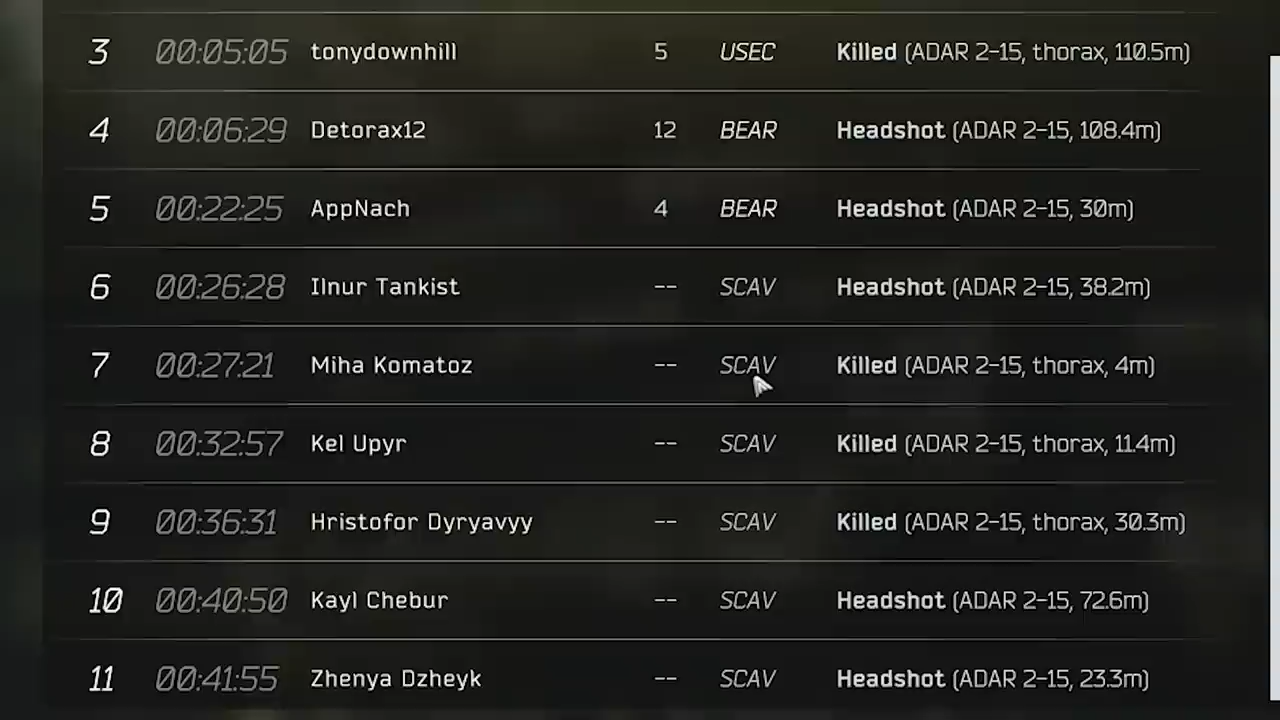 3 00:05:05 tonydownhill 5 USEC Killed (ADAR 2-15, thorax, 110.5m)
4 00:06:29 Detorax12 12 BEAR Headshot (ADAR 2-15, 108.4m)
5 00:22:25 AppNach 4 BEAR Headshot (ADAR 2-15, 30m)
6 00:26:28 Ilnur Tankist -- SCAV Headshot (ADAR 2-15, 38.2m)
7 00:27:21 Miha Komatoz -- SCAV Killed (ADAR 2-15, thorax, 4m)
8 00:32:57 Kel Upyr -- SCAV Killed (ADAR 2-15, thorax, 11.4m)
9 00:36:31 Hristofor Dyryavyy -- SCAV Killed (ADAR 2-15, thorax, 30.3m)
10 00:40:50 Kayl Chebur -- SCAV Headshot (ADAR 2-15, 72.6m)
11 00:41:55 Zhenya Dzheyk -- SCAV Headshot (ADAR 2-15, 23.3m)